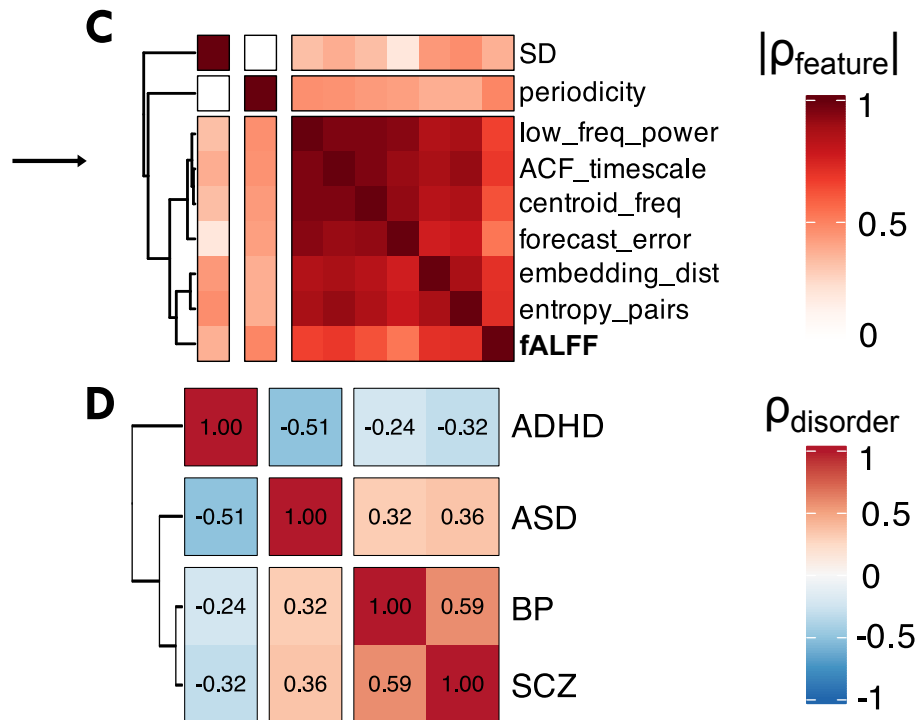 C
SD
periodicity
low_freq_power
ACF_timescale
centroid_freq
forecast_error
embedding_dist
entropy_pairs
fALFF
|ρfeature|
1
0.5
0
D
1.00 -0.51 -0.24 -0.32 ADHD
-0.51 1.00 0.32 0.36 ASD
-0.24 0.32 1.00 0.59 BP
-0.32 0.36 0.59 1.00 SCZ
ρdisorder
1
0.5
0
-0.5
-1